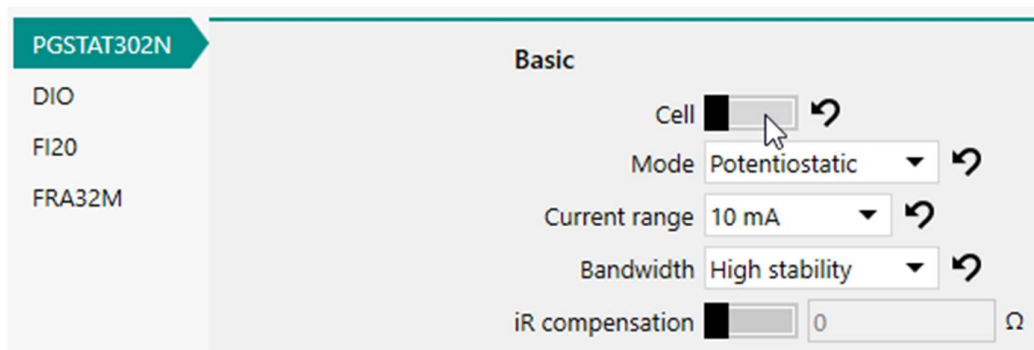 PGSTAT302N
DIO
FI20
FRA32M
Basic
Cell
Mode Potentiostatic
Current range 10 mA
Bandwidth High stability
iR compensation 0 Ω